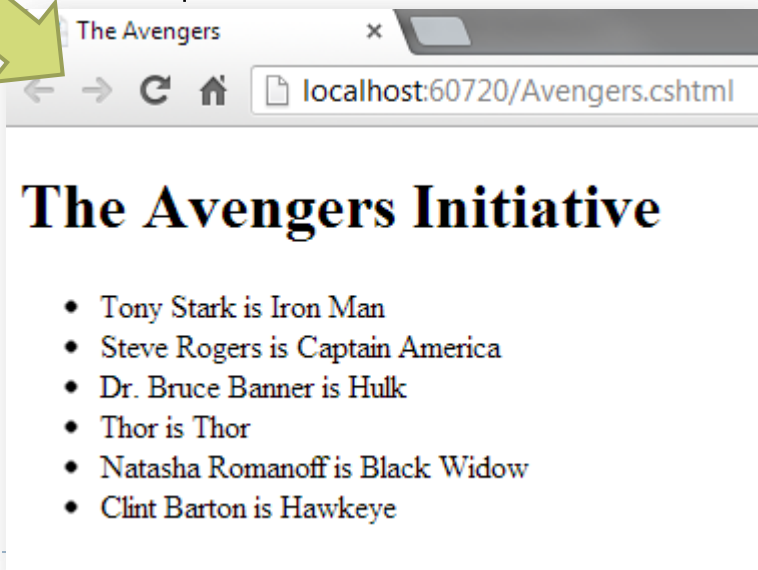 The Avengers
localhost:60720/Avengers.cshtml
The Avengers Initiative
Tony Stark is Iron Man
Steve Rogers is Captain America
Dr. Bruce Banner is Hulk
Thor is Thor
Natasha Romanoff is Black Widow
Clint Barton is Hawkeye